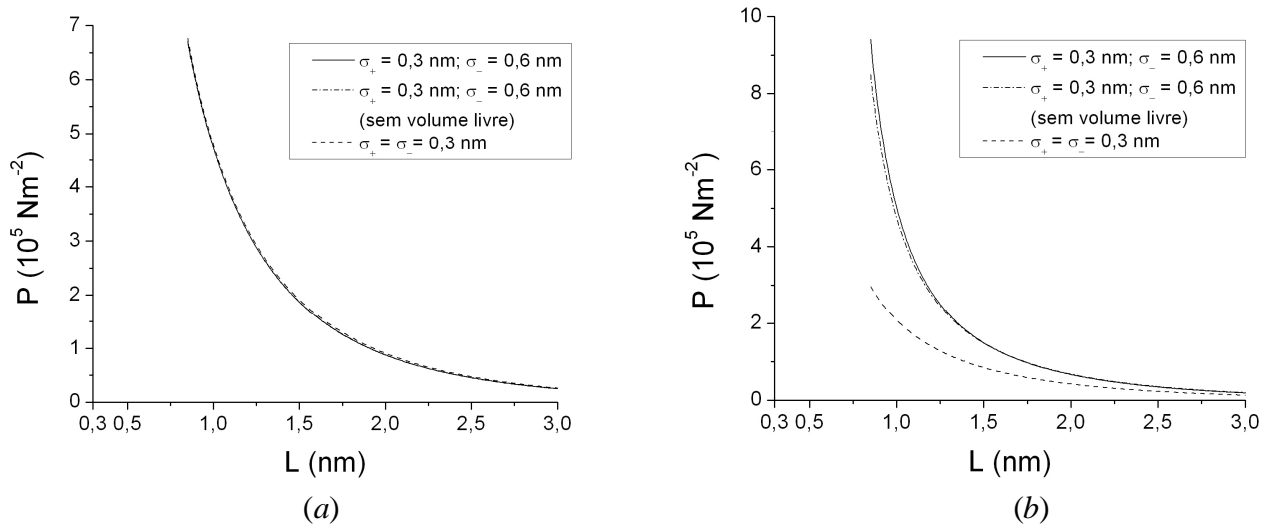 7
6
5
4
3
2
1
0
P (10⁵ Nm⁻²)
σ₊ = 0,3 nm; σ₋ = 0,6 nm
σ₊ = 0,3 nm; σ₋ = 0,6 nm
(sem volume livre)
σ₊ = σ₋= 0,3 nm
0,3 0,5 1,0 1,5 2,0 2,5 3,0
L (nm)
(a)
10
8
6
4
2
0
P (10⁵ Nm⁻²)
σ₊ = 0,3 nm; σ₋ = 0,6 nm
σ₊ = 0,3 nm; σ₋ = 0,6 nm
(sem volume livre)
σ₊ = σ₋= 0,3 nm
0,3 0,5 1,0 1,5 2,0 2,5 3,0
L (nm)
(b)